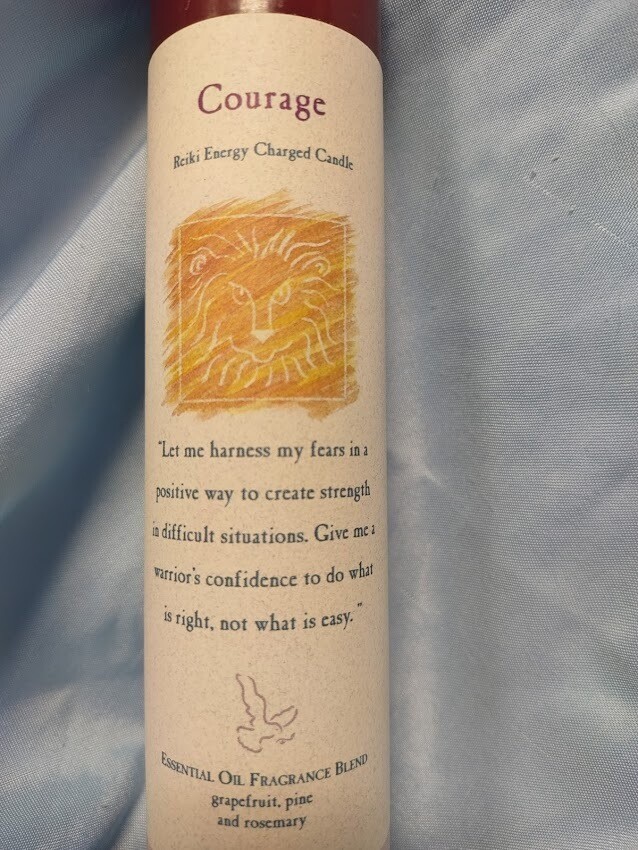 Courage
Reiki Energy Charged Candle
"Let me harness my fears in a
positive way to create strength
in difficult situations. Give me a
warrior's confidence to do what
is right, not what is easy."
Essential Oil Fragrance Blend
grapefruit, pine
and rosemary